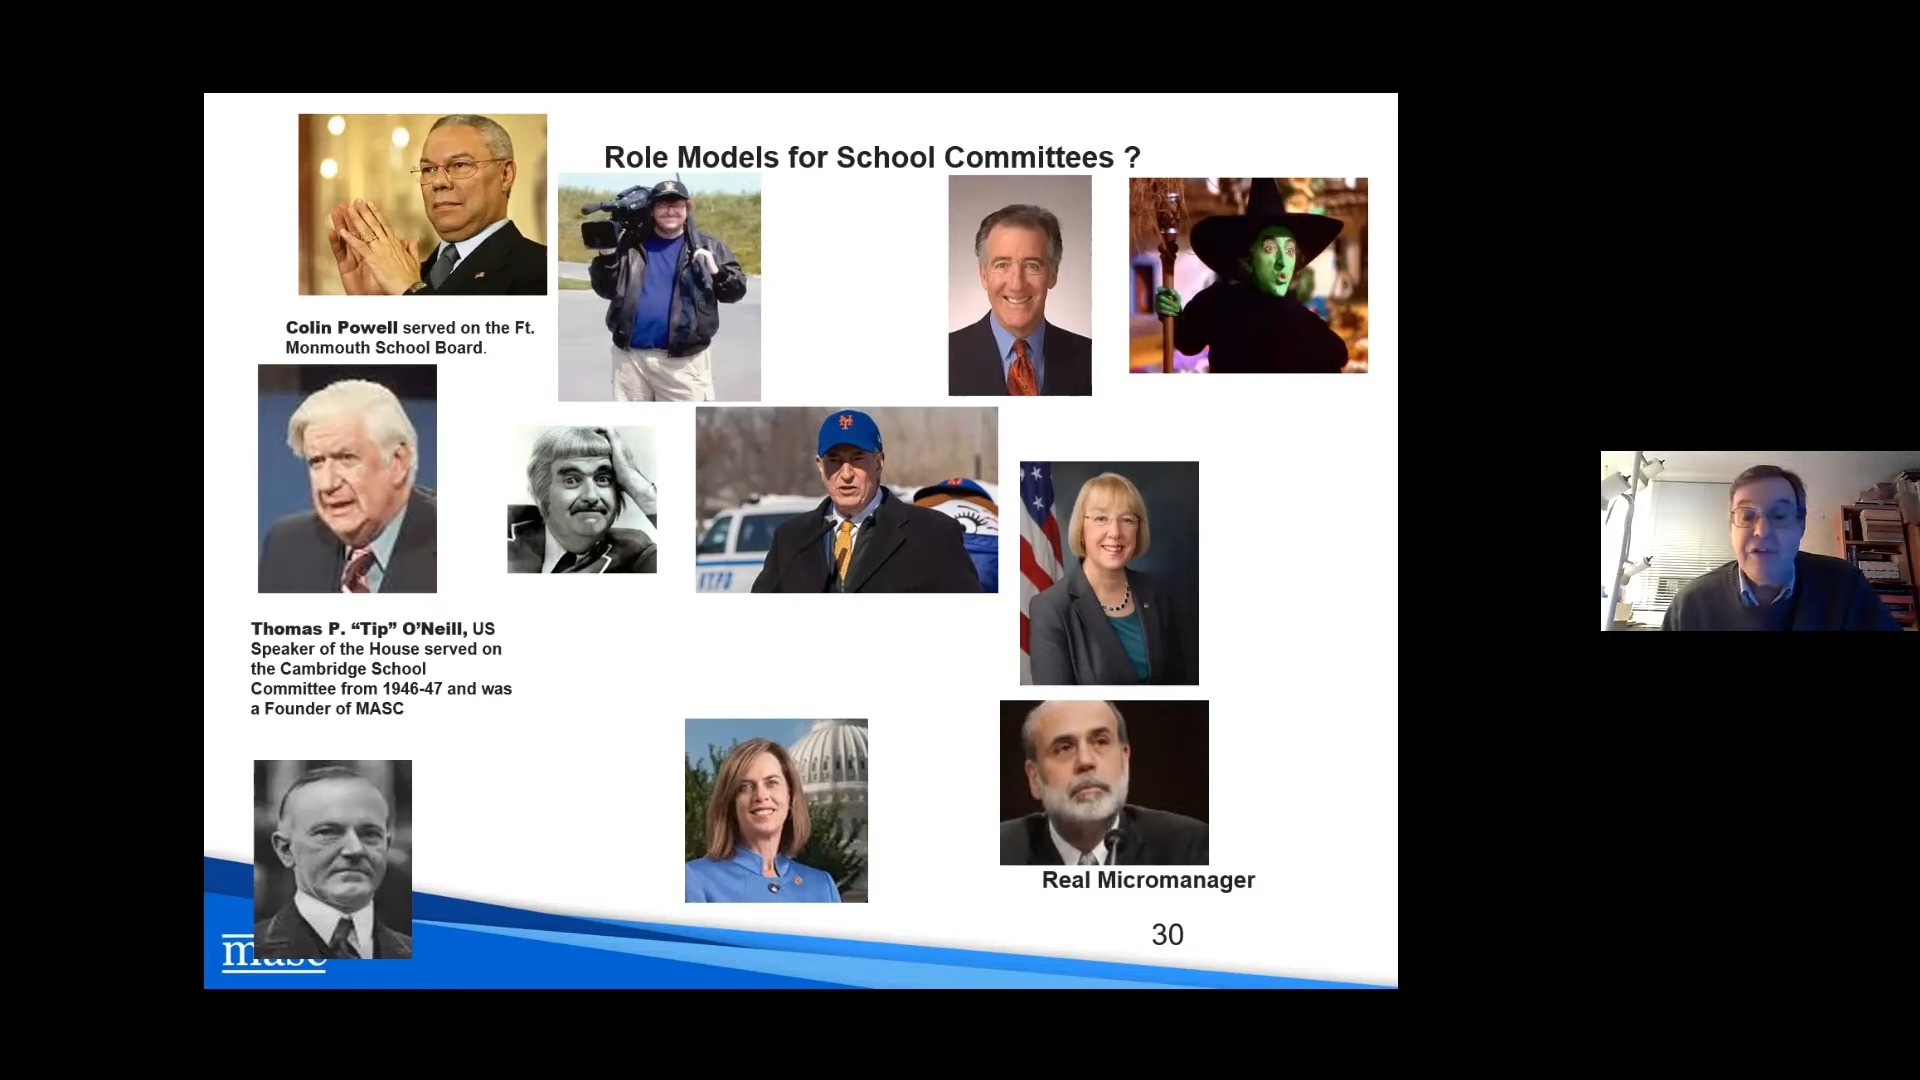 Role Models for School Committees ?
Colin Powell served on the Ft.
Monmouth School Board.
NYPD
Thomas P. “Tip” O’Neill, US
Speaker of the House served on
the Cambridge School
Committee from 1946-47 and was
a Founder of MASC
Real Micromanager
30
masc